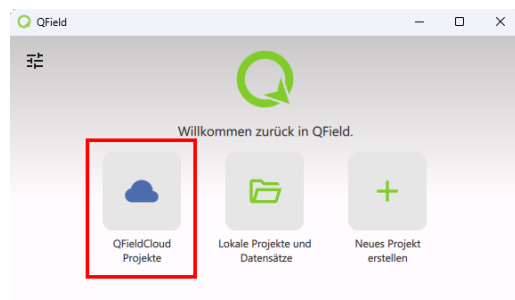 QField
Willkommen zurück in QField.
QFieldCloud
Projekte
Lokale Projekte und
Datensätze
Neues Projekt
erstellen